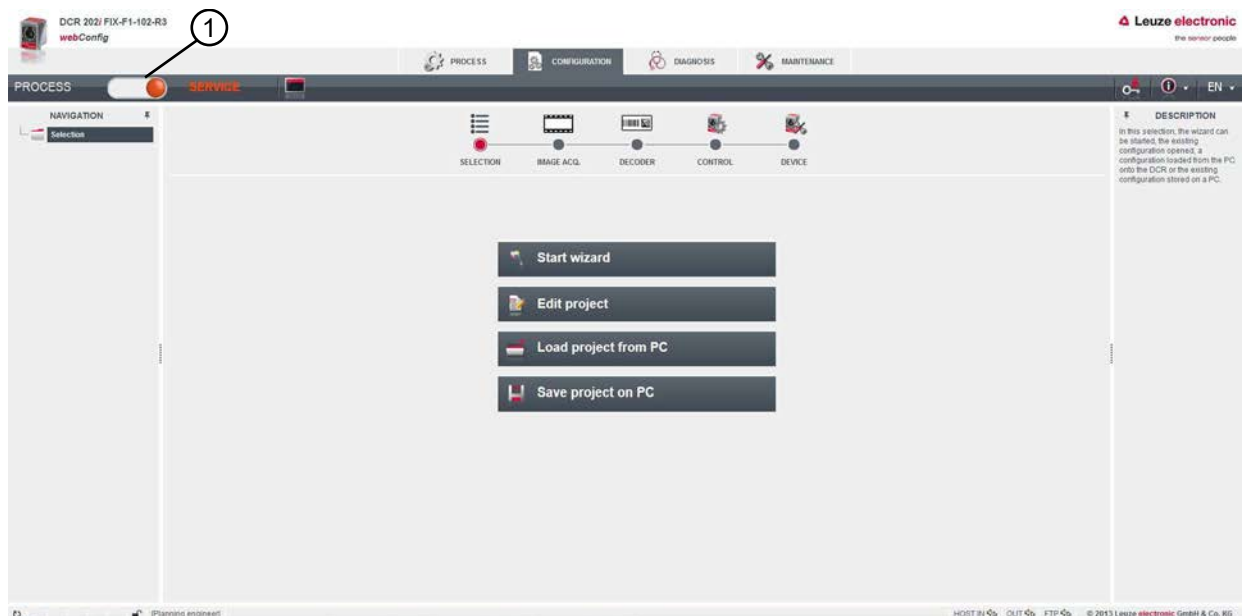 DCR 202i FIX-F1-102-R3
webConfig
1
Leuze electronic
the sensor people
PROCESS
CONFIGURATION
DIAGNOSIS
MAINTENANCE
PROCESS
SERVICE
EN
NAVIGATION
Selection
SELECTION
IMAGE ACQ.
DECODER
CONTROL
DEVICE
DESCRIPTION
In this selection, the wizard can
be started, the existing
configuration opened, a
configuration loaded from the PC
onto the DCR or the existing
configuration stored on a PC.
Start wizard
Edit project
Load project from PC
Save project on PC
(Planning engineer)
HOST IN
OUT
FTP
© 2013 Leuze electronic GmbH & Co. KG